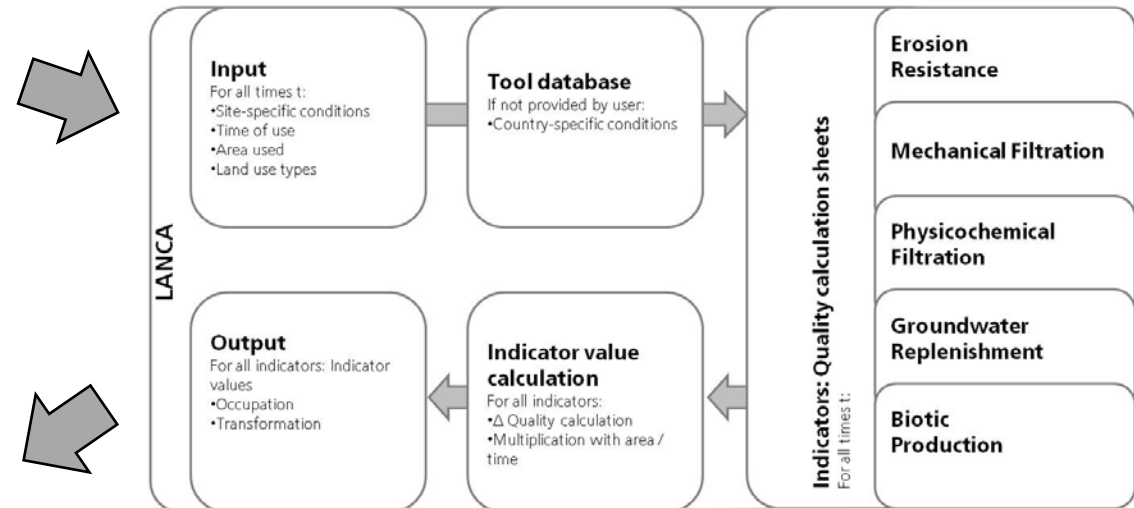 LANCA
Input
For all times t:
•Site-specific conditions
•Time of use
•Area used
•Land use types
Tool database
If not provided by user:
•Country-specific conditions
Indicators: Quality calculation sheets
For all times t:
Erosion
Resistance
Mechanical Filtration
Physicochemical
Filtration
Groundwater
Replenishment
Biotic
Production
Indicator value
calculation
For all indicators:
•Δ Quality calculation
•Multiplication with area /
time
Output
For all indicators: Indicator
values
•Occupation
•Transformation